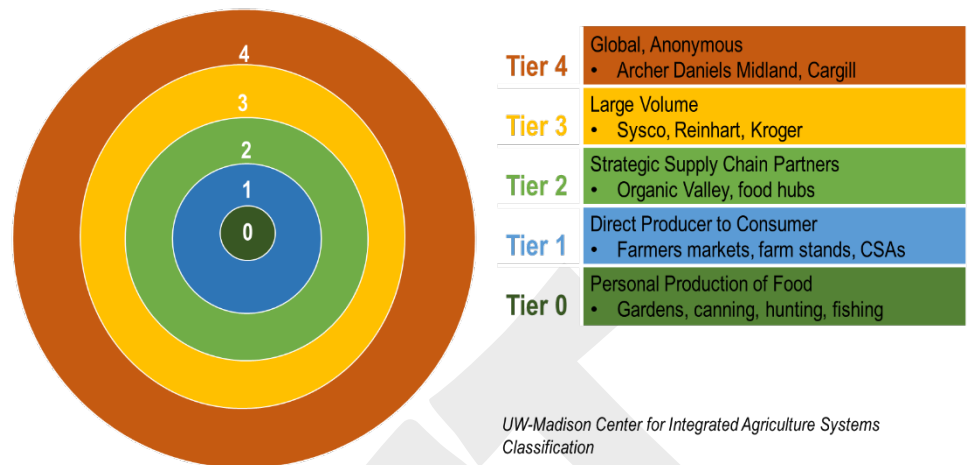 4
3
2
1
0
Tier 4
Global, Anonymous
• Archer Daniels Midland, Cargill
Tier 3
Large Volume
• Sysco, Reinhart, Kroger
Tier 2
Strategic Supply Chain Partners
• Organic Valley, food hubs
Tier 1
Direct Producer to Consumer
• Farmers markets, farm stands, CSAs
Tier 0
Personal Production of Food
• Gardens, canning, hunting, fishing
UW-Madison Center for Integrated Agriculture Systems
Classification